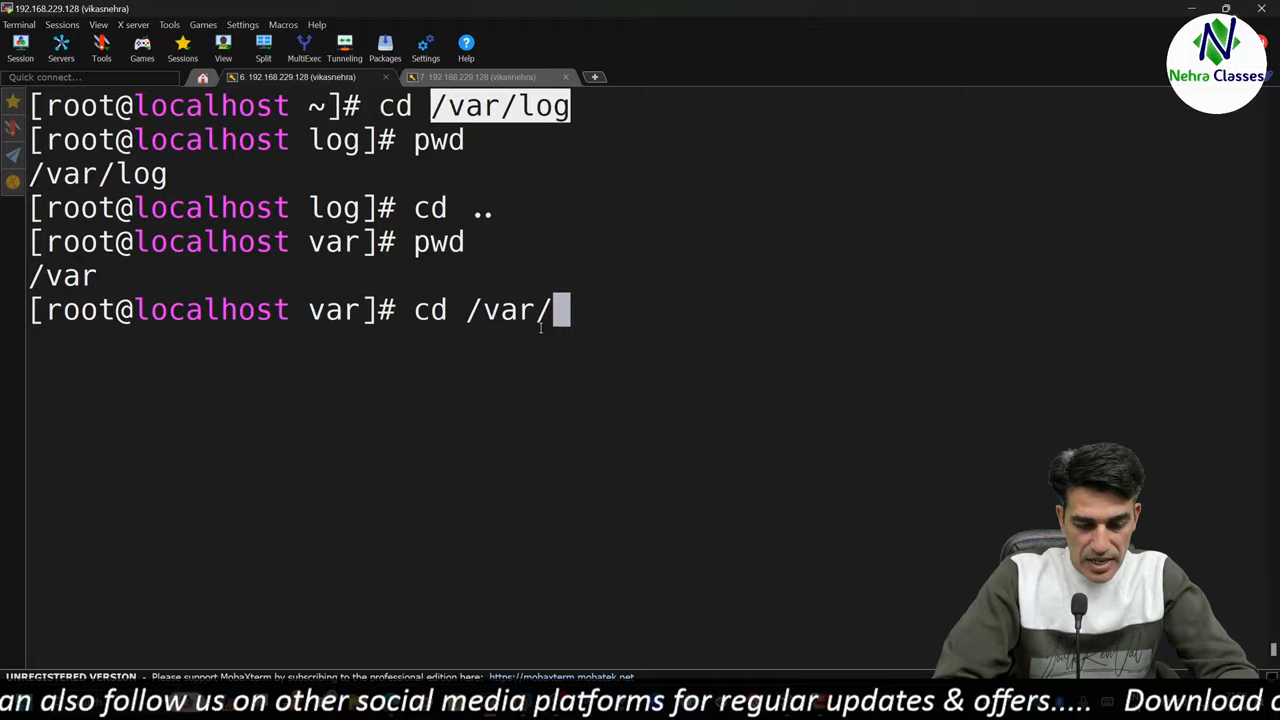 192.168.229.128 (vikasnehra)
Terminal Sessions View X server Tools Games Settings Macros Help
Session Servers Tools Games Sessions View Split MultiExec Tunneling Packages Settings Help
Quick connect...
6. 192.168.229.128 (vikasnehra)
7. 192.168.229.128 (vikasnehra)
N
Nehra Classes
[root@localhost ~]# cd /var/log
[root@localhost log]# pwd
/var/log
[root@localhost log]# cd ..
[root@localhost var]# pwd
/var
[root@localhost var]# cd /var/
UNREGISTERED VERSION - Please support MobaXterm by subscribing to the professional edition here: https://mobaxterm.mobatek.net
an also follow us on other social media platforms for regular updates & offers..... Download